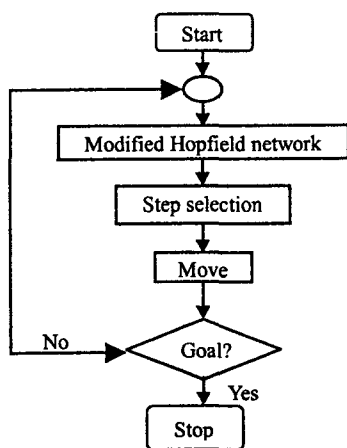 Start
Modified Hopfield network
Step selection
Move
Goal?
No
Yes
Stop